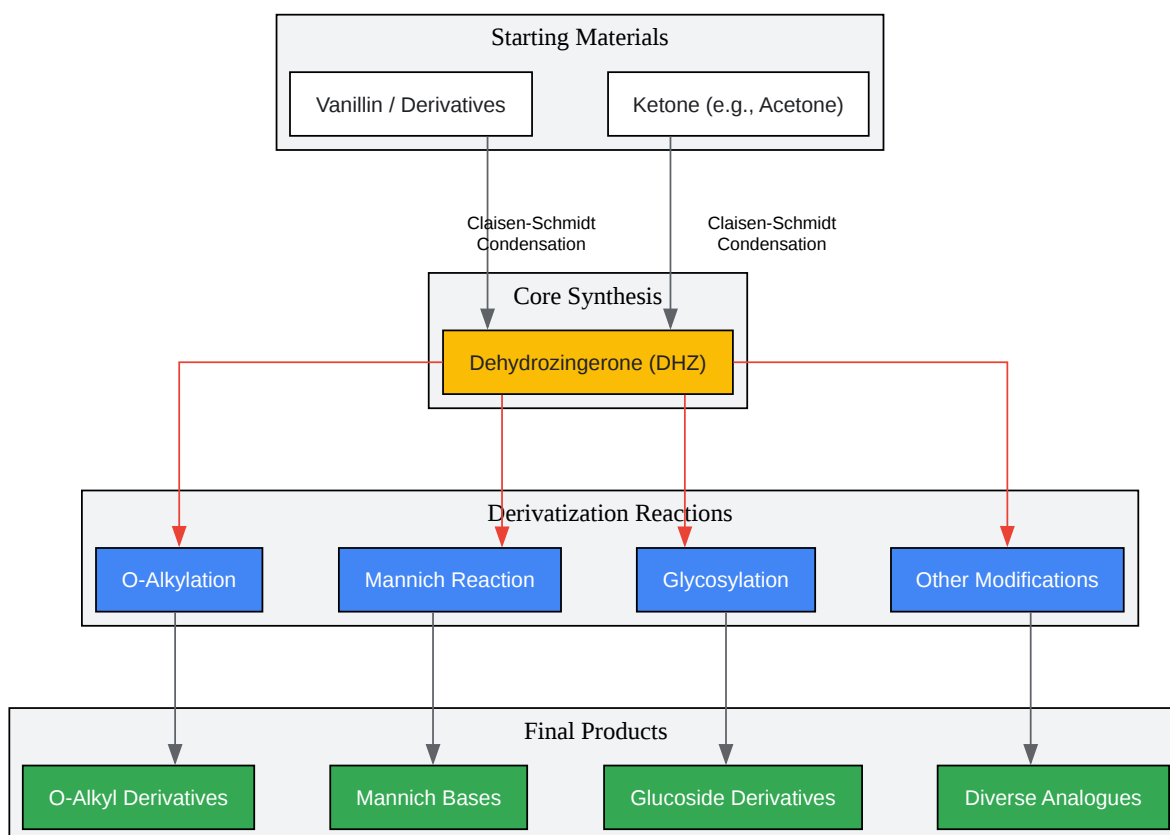 Starting Materials
Vanillin / Derivatives
Ketone (e.g., Acetone)
Claisen-Schmidt
Condensation
Claisen-Schmidt
Condensation
Core Synthesis
Dehydrozingerone (DHZ)
Derivatization Reactions
O-Alkylation
Mannich Reaction
Glycosylation
Other Modifications
Final Products
O-Alkyl Derivatives
Mannich Bases
Glucoside Derivatives
Diverse Analogues